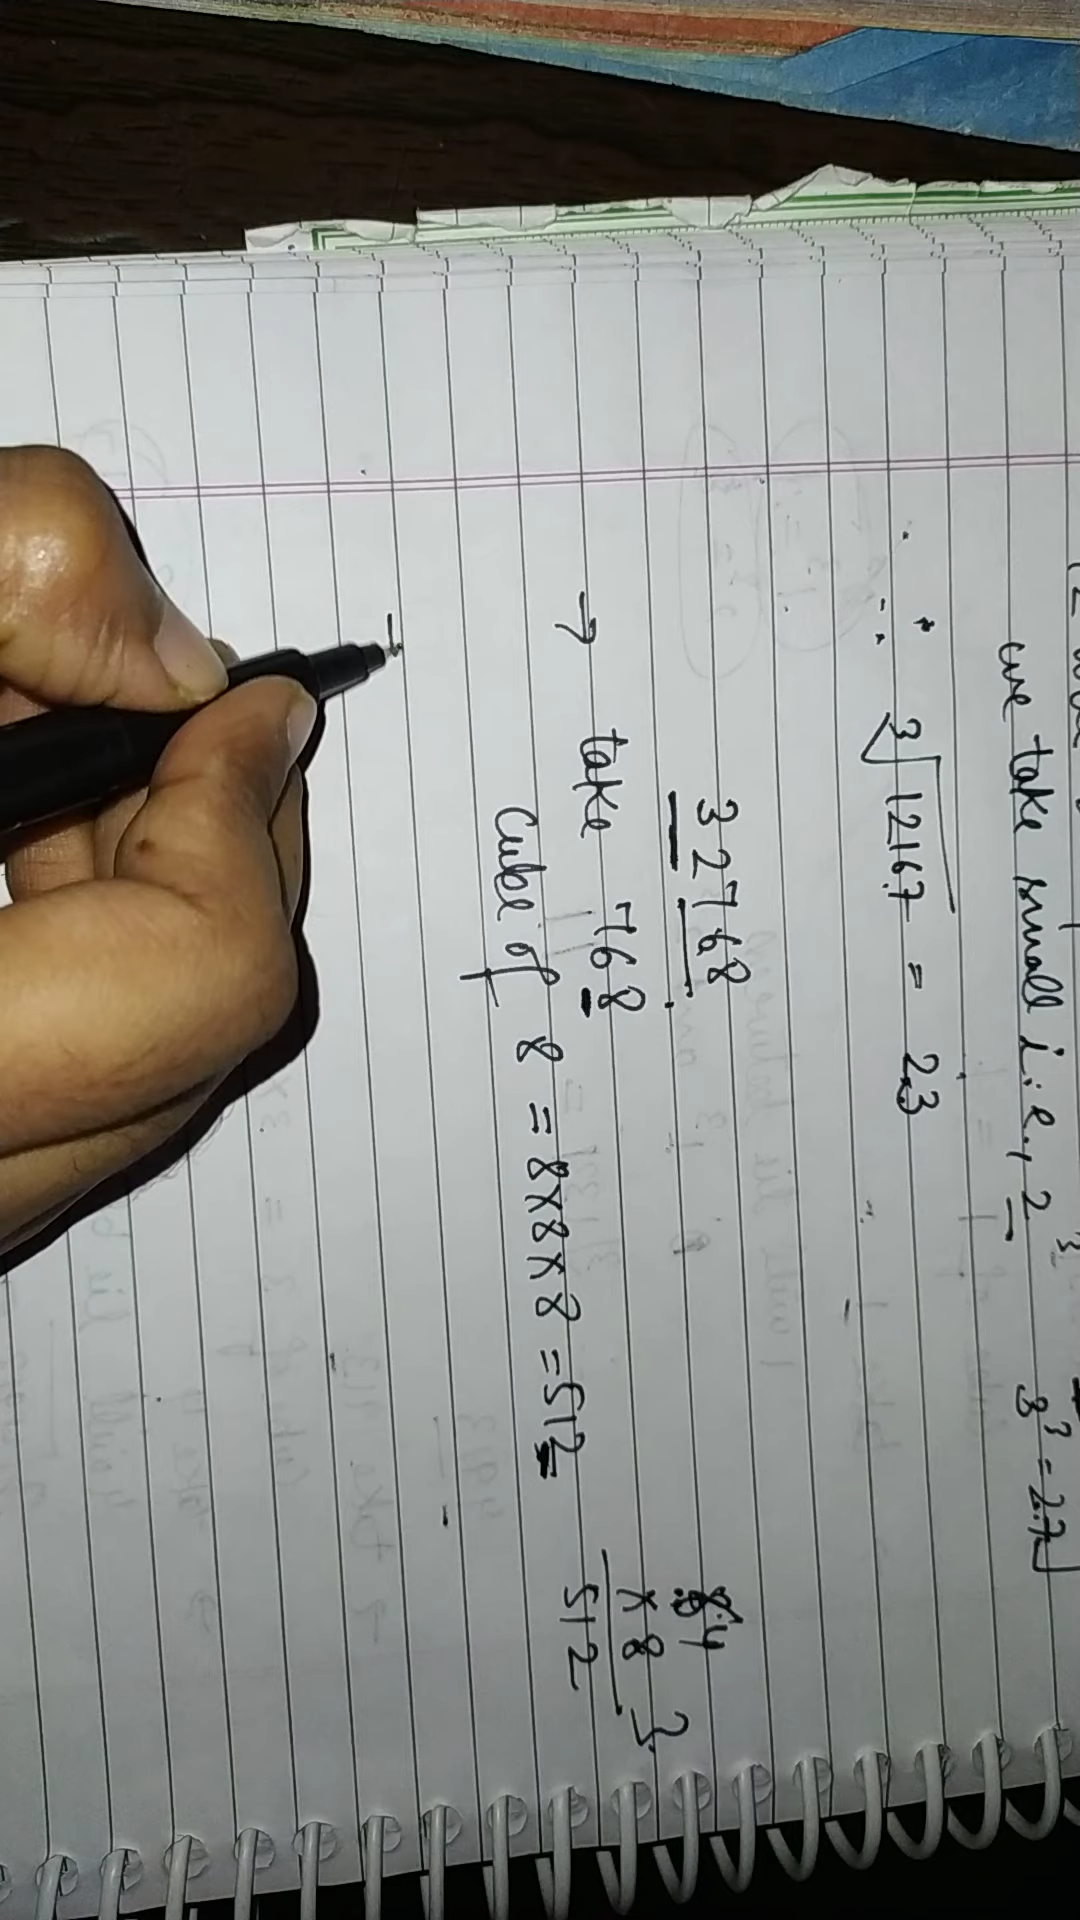 we take small i.e., 2 3³ = 27
∴ ∛12167 = 23
32768
→ take 768
Cube of 8 = 8×8×8 = 512
64
×8
512